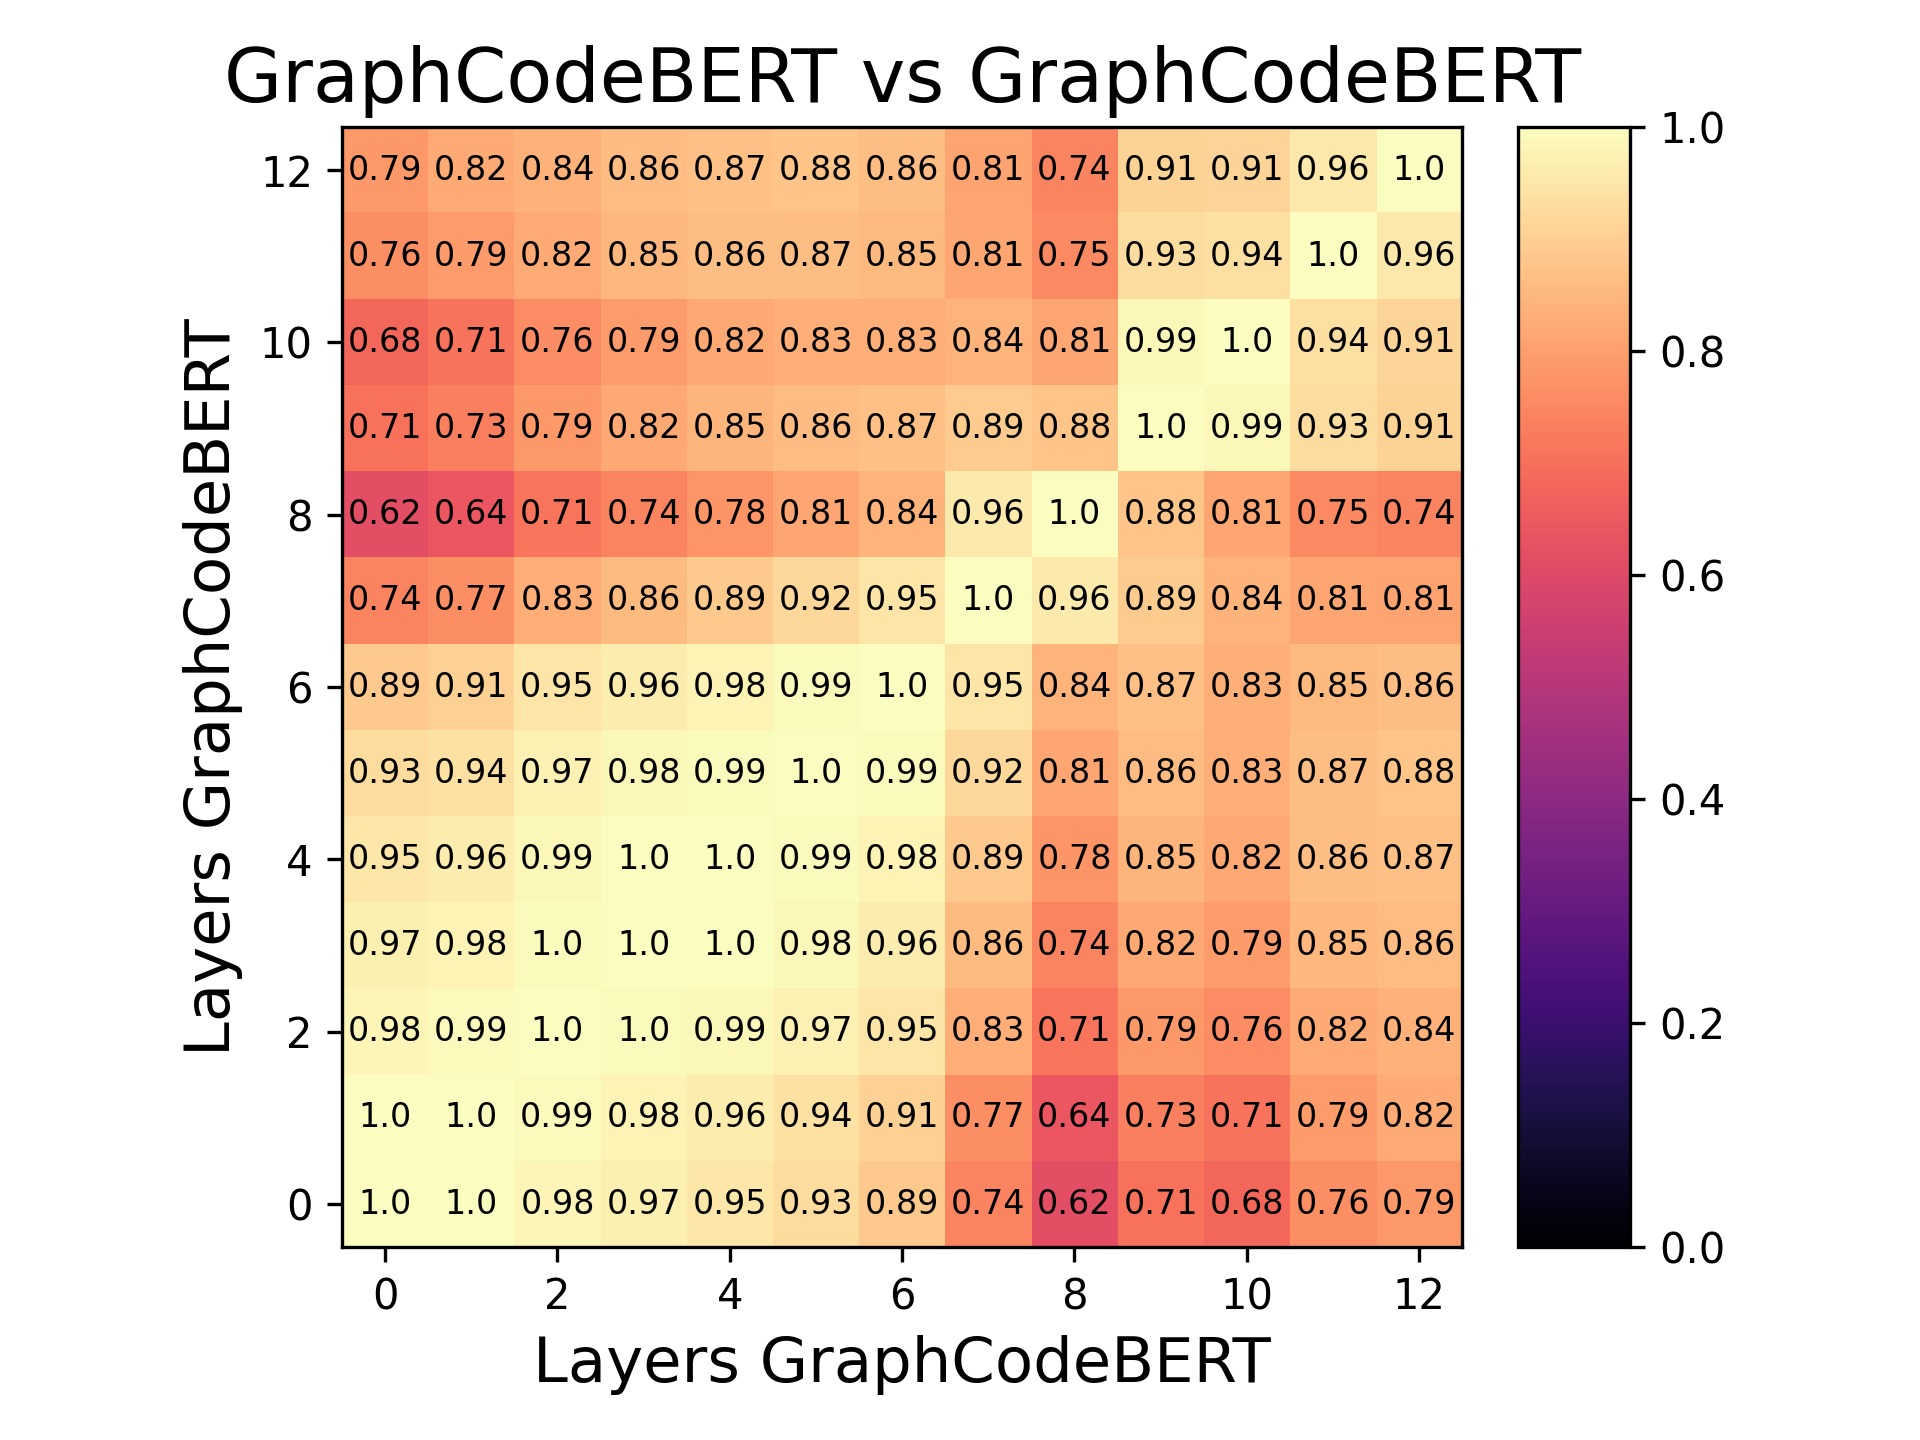 GraphCodeBERT vs GraphCodeBERT
Layers GraphCodeBERT
12 0.79 0.82 0.84 0.86 0.87 0.88 0.86 0.81 0.74 0.91 0.91 0.96 1.0
0.76 0.79 0.82 0.85 0.86 0.87 0.85 0.81 0.75 0.93 0.94 1.0 0.96
10 0.68 0.71 0.76 0.79 0.82 0.83 0.83 0.84 0.81 0.99 1.0 0.94 0.91
0.71 0.73 0.79 0.82 0.85 0.86 0.87 0.89 0.88 1.0 0.99 0.93 0.91
8 0.62 0.64 0.71 0.74 0.78 0.81 0.84 0.96 1.0 0.88 0.81 0.75 0.74
0.74 0.77 0.83 0.86 0.89 0.92 0.95 1.0 0.96 0.89 0.84 0.81 0.81
6 0.89 0.91 0.95 0.96 0.98 0.99 1.0 0.95 0.84 0.87 0.83 0.85 0.86
0.93 0.94 0.97 0.98 0.99 1.0 0.99 0.92 0.81 0.86 0.83 0.87 0.88
4 0.95 0.96 0.99 1.0 1.0 0.99 0.98 0.89 0.78 0.85 0.82 0.86 0.87
0.97 0.98 1.0 1.0 1.0 0.98 0.96 0.86 0.74 0.82 0.79 0.85 0.86
2 0.98 0.99 1.0 1.0 0.99 0.97 0.95 0.83 0.71 0.79 0.76 0.82 0.84
1.0 1.0 0.99 0.98 0.96 0.94 0.91 0.77 0.64 0.73 0.71 0.79 0.82
0 1.0 1.0 0.98 0.97 0.95 0.93 0.89 0.74 0.62 0.71 0.68 0.76 0.79
0 2 4 6 8 10 12
Layers GraphCodeBERT
1.0
0.8
0.6
0.4
0.2
0.0